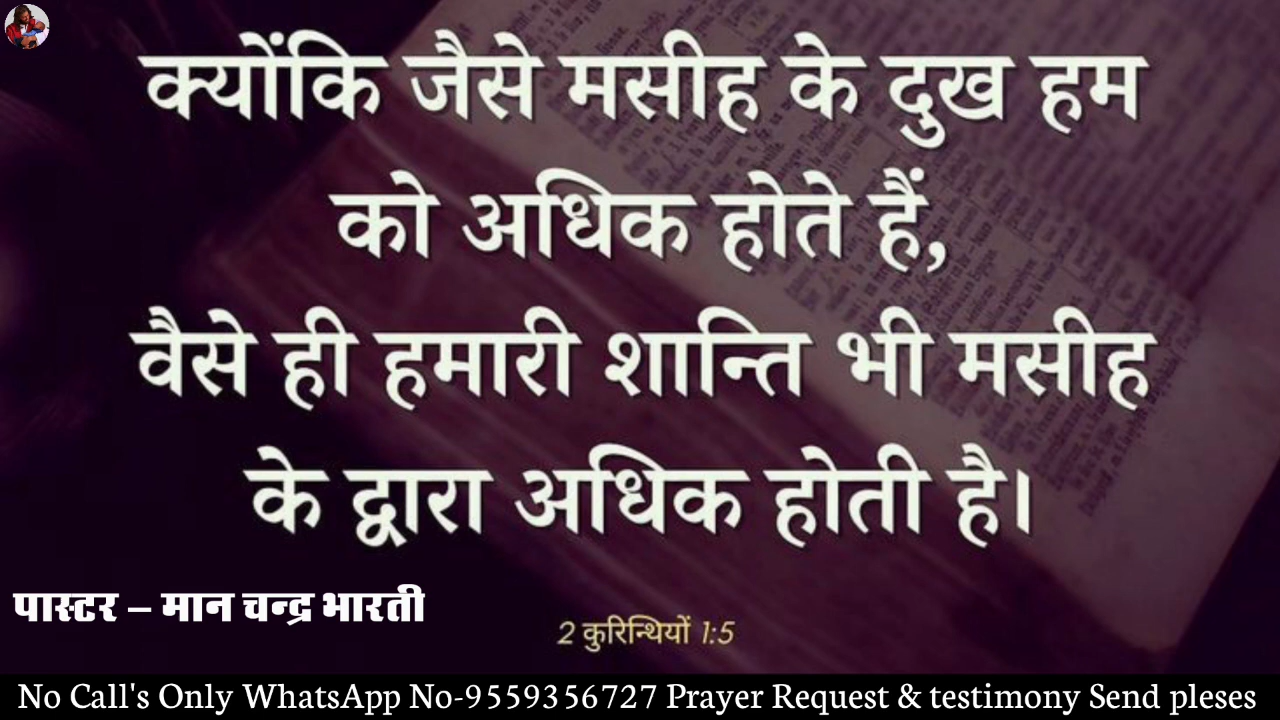 क्योंकि जैसे मसीह के दुख हम
को अधिक होते हैं,
वैसे ही हमारी शान्ति भी मसीह
के द्वारा अधिक होती है।
पास्टर – मान चन्द्र भारती
2 कुरिन्थियों 1:5
No Call's Only WhatsApp No-9559356727 Prayer Request & testimony Send pleses